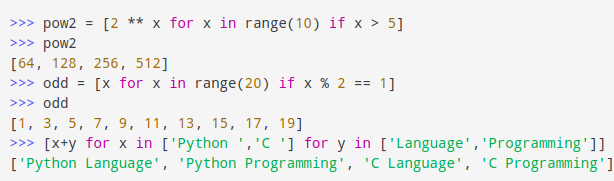 >>> pow2 = [2 ** x for x in range(10) if x > 5]
>>> pow2
[64, 128, 256, 512]
>>> odd = [x for x in range(20) if x % 2 == 1]
>>> odd
[1, 3, 5, 7, 9, 11, 13, 15, 17, 19]
>>> [x+y for x in ['Python ','C '] for y in ['Language','Programming']]
['Python Language', 'Python Programming', 'C Language', 'C Programming']